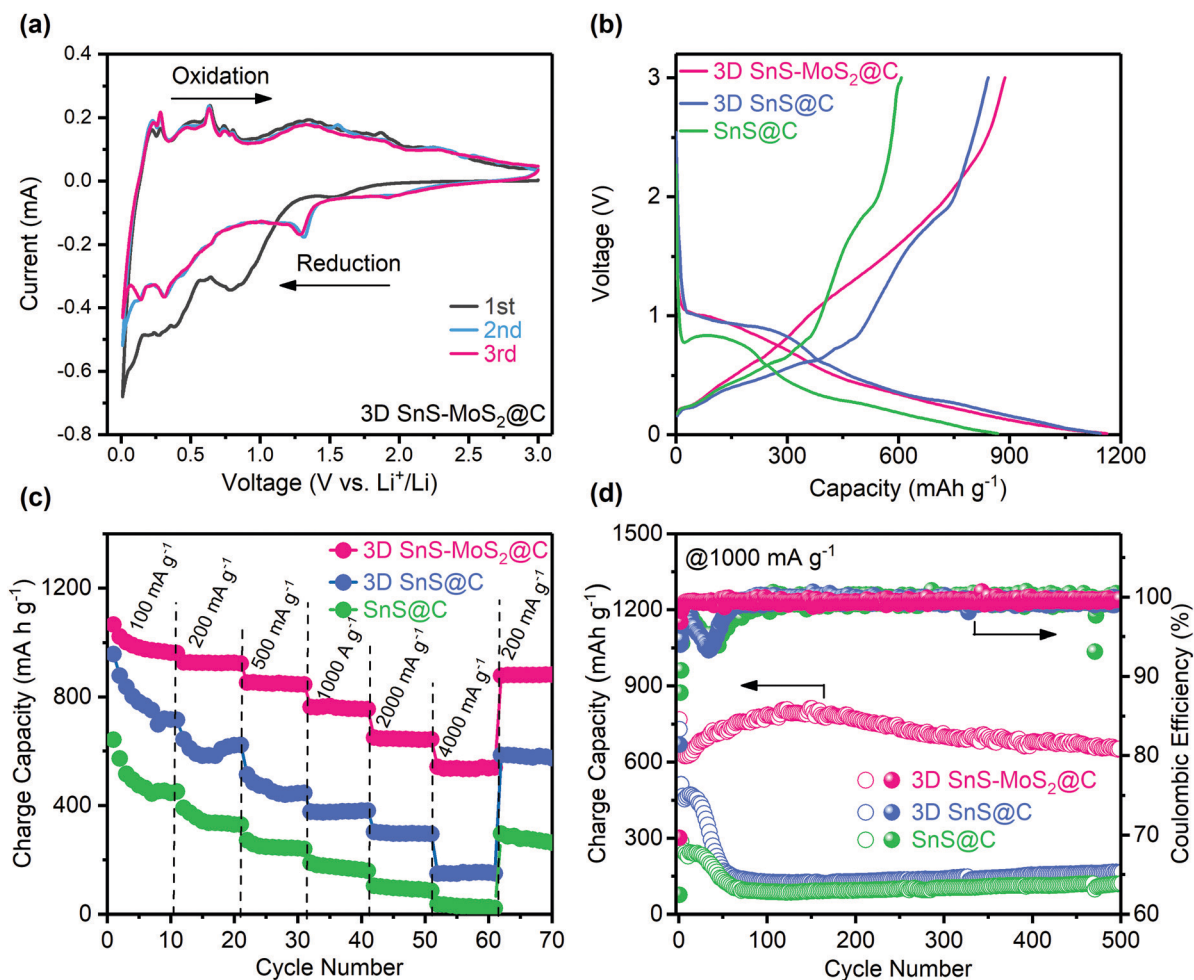 (a)
0.4
0.2
0.0
-0.2
-0.4
-0.6
-0.8
Current (mA)
Oxidation
Reduction
1st
2nd
3rd
3D SnS-MoS₂@C
0.0 0.5 1.0 1.5 2.0 2.5 3.0
Voltage (V vs. Li⁺/Li)
(b)
3
2
1
0
Voltage (V)
3D SnS-MoS₂@C
3D SnS@C
SnS@C
0 300 600 900 1200
Capacity (mAh g⁻¹)
(c)
1200
800
400
0
Charge Capacity (mA h g⁻¹)
3D SnS-MoS₂@C
3D SnS@C
SnS@C
100 mA g⁻¹
200 mA g⁻¹
500 mA g⁻¹
1000 A g⁻¹
2000 mA g⁻¹
4000 mA g⁻¹
200 mA g⁻¹
0 10 20 30 40 50 60 70
Cycle Number
(d)
1500
1200
900
600
300
0
Charge Capacity (mAh g⁻¹)
@1000 mA g⁻¹
3D SnS-MoS₂@C
3D SnS@C
SnS@C
100
90
80
70
60
Coulombic Efficiency (%)
0 100 200 300 400 500
Cycle Number